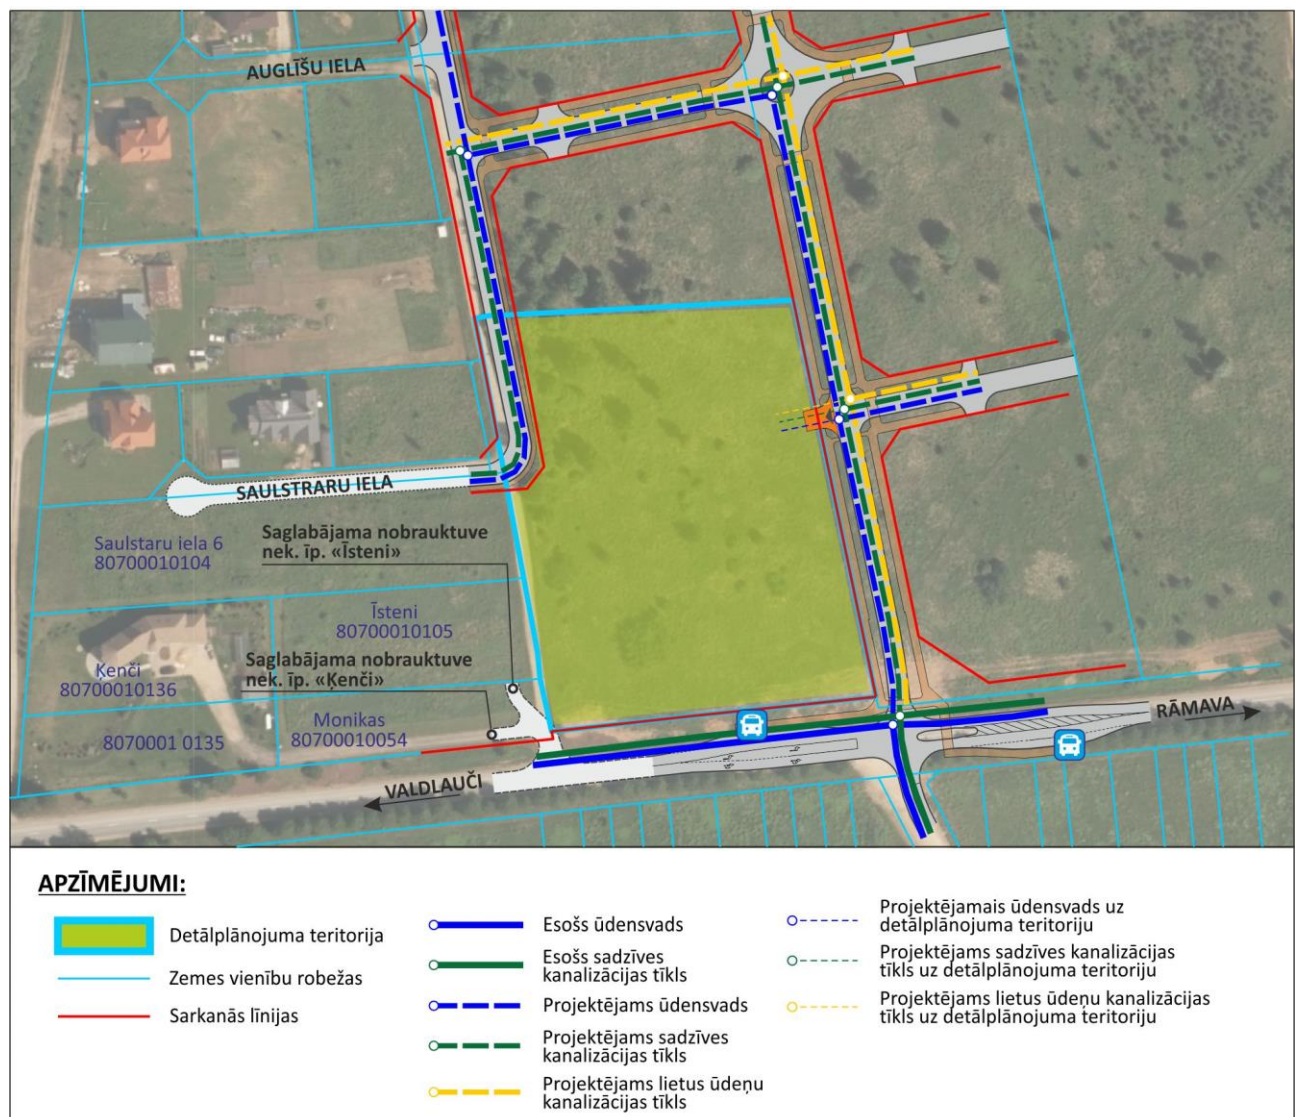 AUGLĪŠU IELA
SAULSTRARU IELA
Saulstaru iela 6
80700010104
Saglabājama nobrauktuve
nek. īp. «Īsteni»
Īsteni
80700010105
Ķenči
80700010136
Saglabājama nobrauktuve
nek. īp. «Ķenči»
8070001 0135
Monikas
80700010054
RĀMAVA
VALDLAUČI
APZĪMĒJUMI:
Detālplānojuma teritorija
Zemes vienību robežas
Sarkanās līnijas
Esošs ūdensvads
Esošs sadzīves
kanalizācijas tīkls
Projektējams ūdensvads
Projektējams sadzīves
kanalizācijas tīkls
Projektējams lietus ūdeņu
kanalizācijas tīkls
Projektējamais ūdensvads uz
detālplānojuma teritoriju
Projektējams sadzīves kanalizācijas
tīkls uz detālplānojuma teritoriju
Projektējams lietus ūdeņu kanalizācijas
tīkls uz detālplānojuma teritoriju